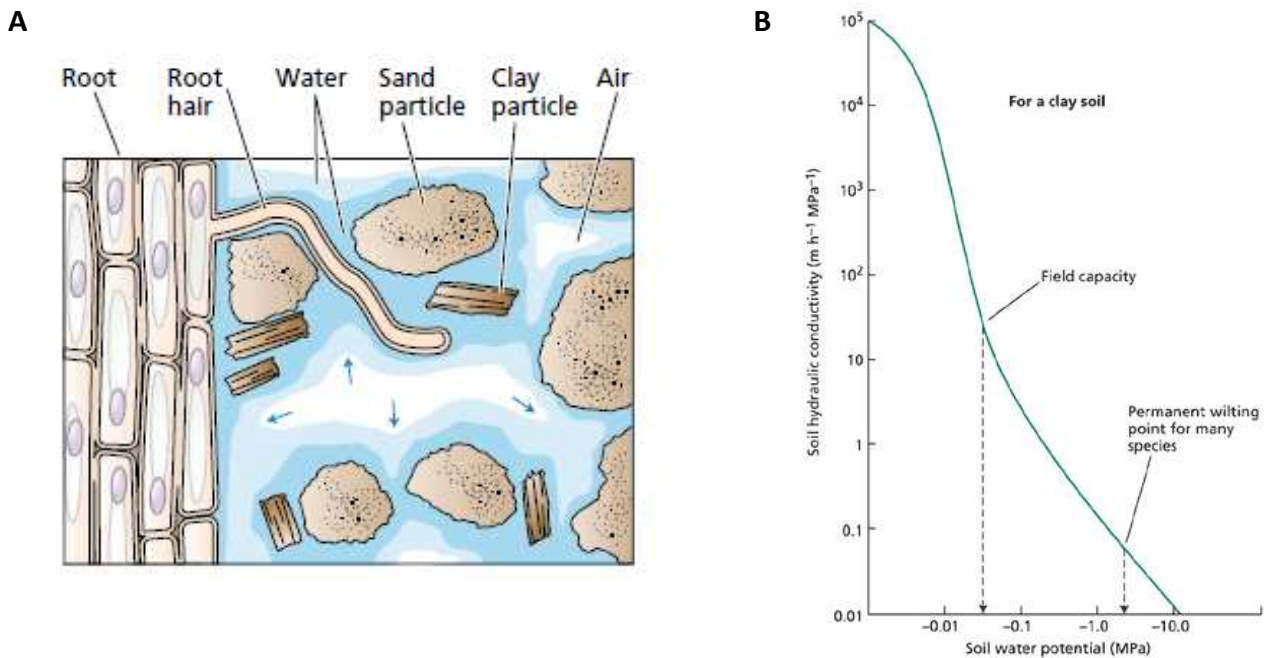 A
Root
Root
hair
Water
Sand
particle
Clay
particle
Air
B
For a clay soil
Field capacity
Permanent wilting
point for many
species
Soil hydraulic conductivity (m h⁻¹ MPa⁻¹)
10⁵
10⁴
10³
10²
10
1
0.1
0.01
−0.01
−0.1
−1.0
−10.0
Soil water potential (MPa)